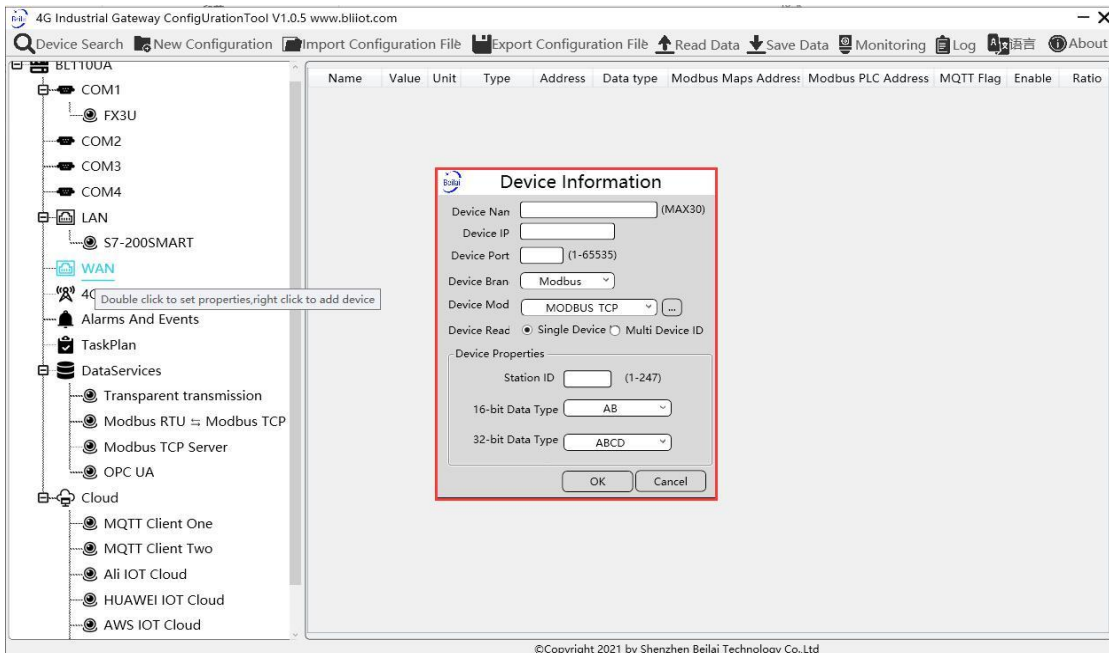 4G Industrial Gateway ConfigUrationTool V1.0.5 www.bliiot.com
Device Search New Configuration Import Configuration File Export Configuration File Read Data Save Data Monitoring Log 语言 About
BL110UA
COM1
FX3U
COM2
COM3
COM4
LAN
S7-200SMART
WAN
4G
Double click to set properties,right click to add device
Alarms And Events
TaskPlan
DataServices
Transparent transmission
Modbus RTU ⇆ Modbus TCP
Modbus TCP Server
OPC UA
Cloud
MQTT Client One
MQTT Client Two
Ali IOT Cloud
HUAWEI IOT Cloud
AWS IOT Cloud
Name Value Unit Type Address Data type Modbus Maps Address Modbus PLC Address MQTT Flag Enable Ratio
Beilai Device Information
Device Nan (MAX30)
Device IP
Device Port (1-65535)
Device Bran Modbus
Device Mod MODBUS TCP ...
Device Read Single Device Multi Device ID
Device Properties
Station ID (1-247)
16-bit Data Type AB
32-bit Data Type ABCD
OK Cancel
©Copyright 2021 by Shenzhen Beilai Technology Co.,Ltd